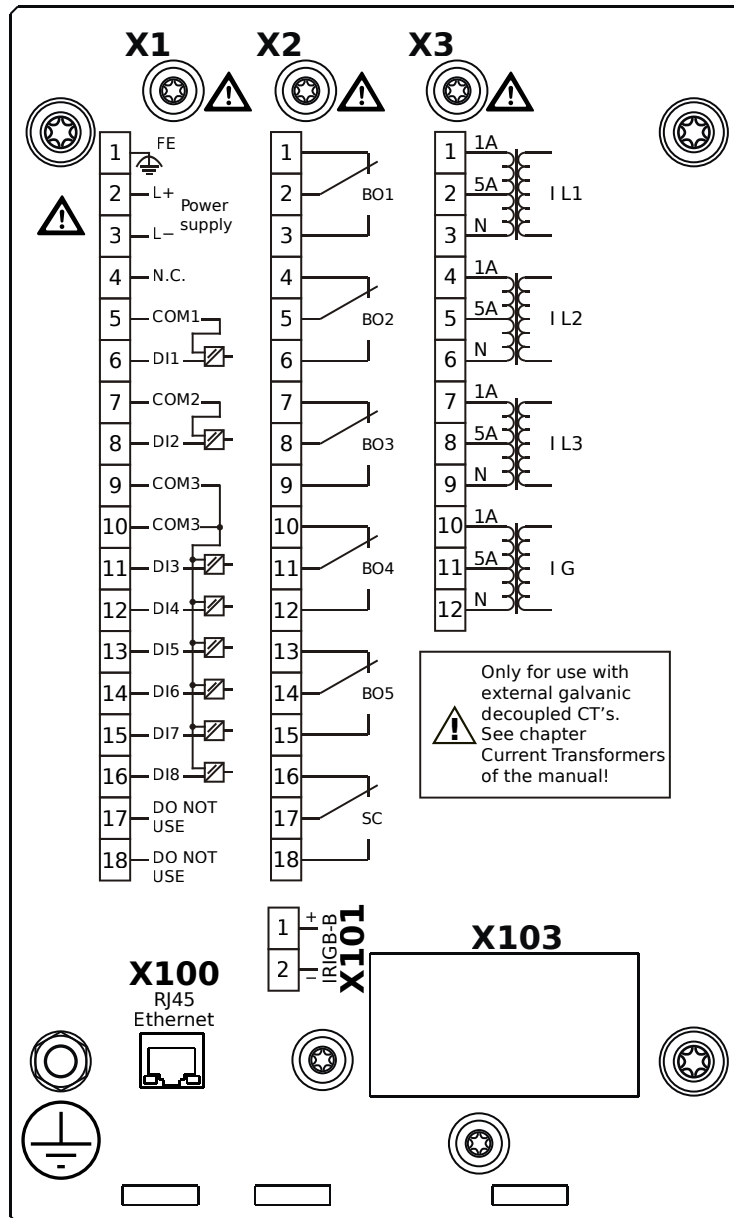 X1
X2
X3
1 FE
2 L+
Power
supply
3 L−
4 N.C.
5 COM1
6 DI1
7 COM2
8 DI2
9 COM3
10 COM3
11 DI3
12 DI4
13 DI5
14 DI6
15 DI7
16 DI8
17 DO NOT
USE
18 DO NOT
USE
1
2 BO1
3
4
5 BO2
6
7
8 BO3
9
10
11 BO4
12
13
14 BO5
15
16
17 SC
18
1 1A
2 5A I L1
3 N
4 1A
5 5A I L2
6 N
7 1A
8 5A I L3
9 N
10 1A
11 5A I G
12 N
Only for use with
external galvanic
decoupled CT's.
See chapter
Current Transformers
of the manual!
1 +
2 −
IRIGB-B
X101
X103
X100
RJ45
Ethernet